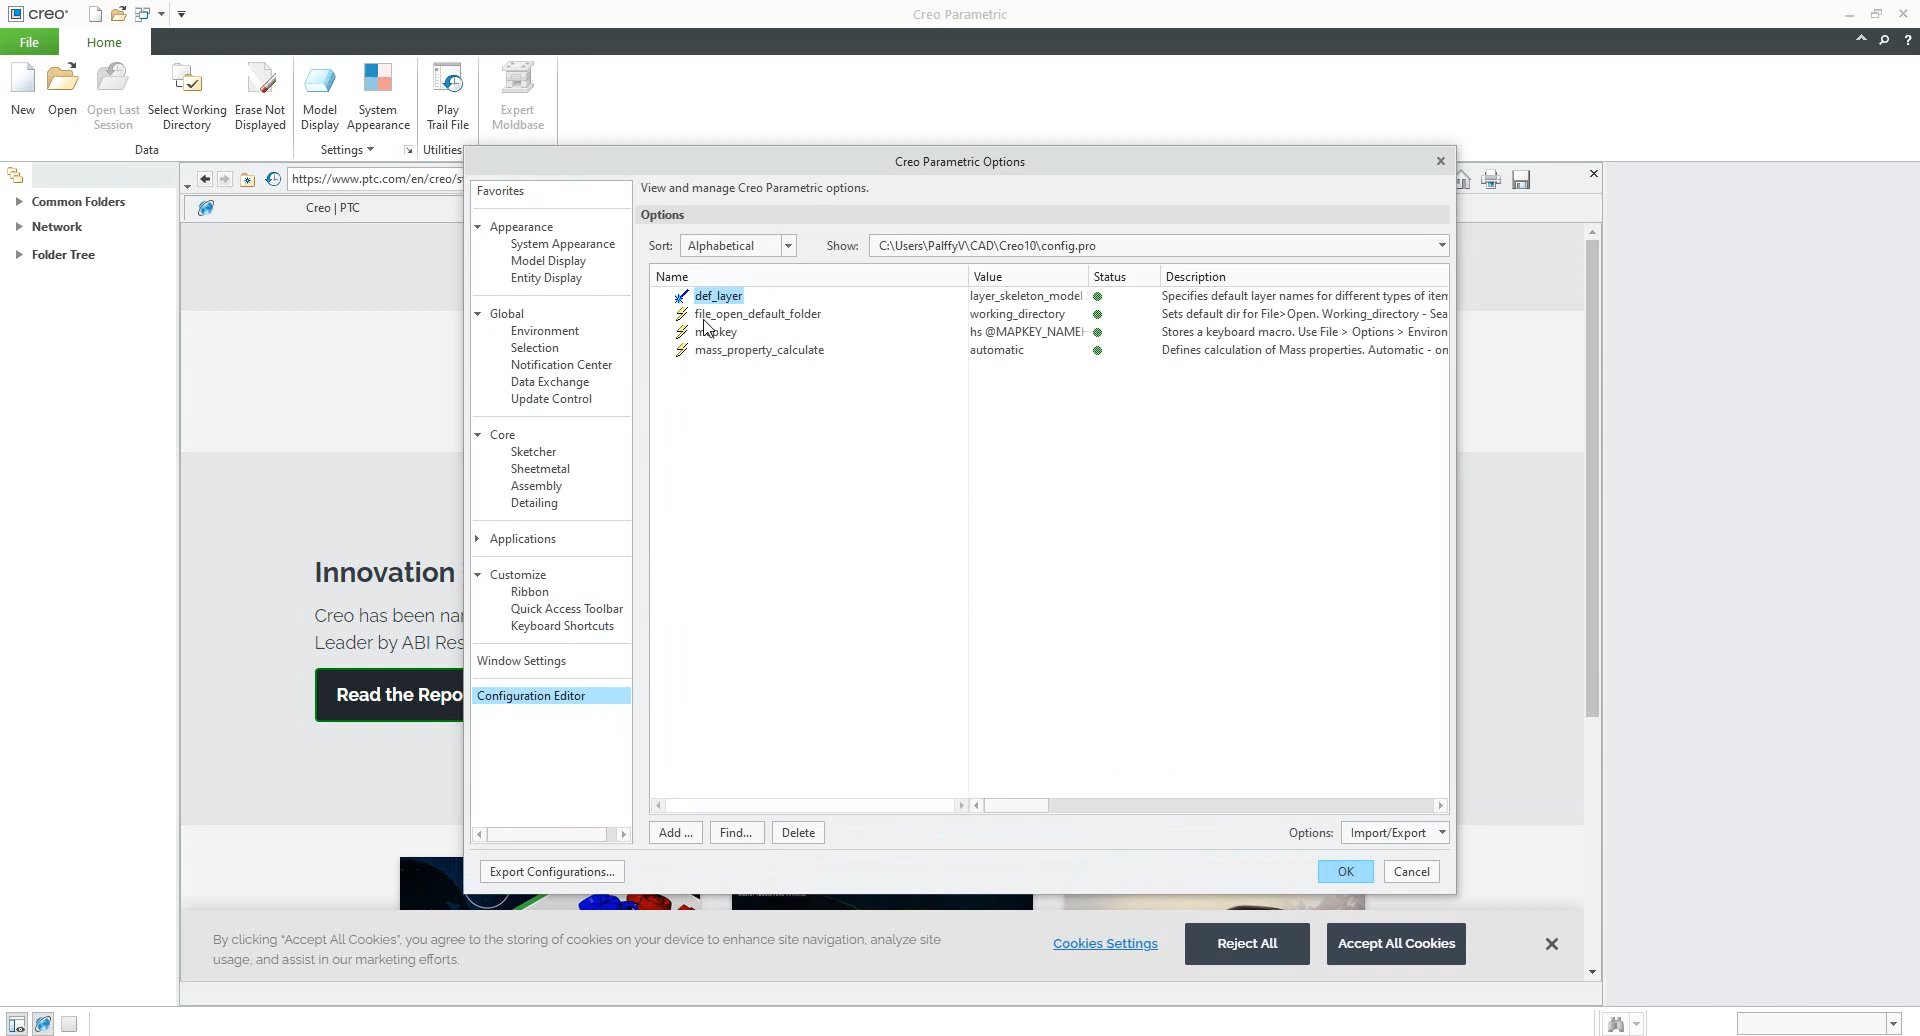 creo
Creo Parametric
File
Home
?
New
Open
Open Last
Session
Select Working
Directory
Erase Not
Displayed
Model
Display
System
Appearance
Play
Trail File
Expert
Moldbase
Data
Settings
Utilities
Creo Parametric Options
Common Folders
Network
Folder Tree
https://www.ptc.com/en/creo/s
Creo | PTC
Favorites
Appearance
System Appearance
Model Display
Entity Display
Global
Environment
Selection
Notification Center
Data Exchange
Update Control
Core
Sketcher
Sheetmetal
Assembly
Detailing
Applications
Customize
Ribbon
Quick Access Toolbar
Keyboard Shortcuts
Window Settings
Configuration Editor
View and manage Creo Parametric options.
Options
Sort: Alphabetical Show: C:\Users\PalffyV\CAD\Creo10\config.pro
Name Value Status Description
def_layer layer_skeleton_model Specifies default layer names for different types of item
file_open_default_folder working_directory Sets default dir for File>Open. Working_directory - Sea
mapkey hs @MAPKEY_NAME Stores a keyboard macro. Use File > Options > Environ
mass_property_calculate automatic Defines calculation of Mass properties. Automatic - on
Add ... Find... Delete Options: Import/Export
Export Configurations... OK Cancel
Innovation
Creo has been nar
Leader by ABI Res
Read the Repo
By clicking “Accept All Cookies”, you agree to the storing of cookies on your device to enhance site navigation, analyze site
usage, and assist in our marketing efforts.
Cookies Settings
Reject All
Accept All Cookies